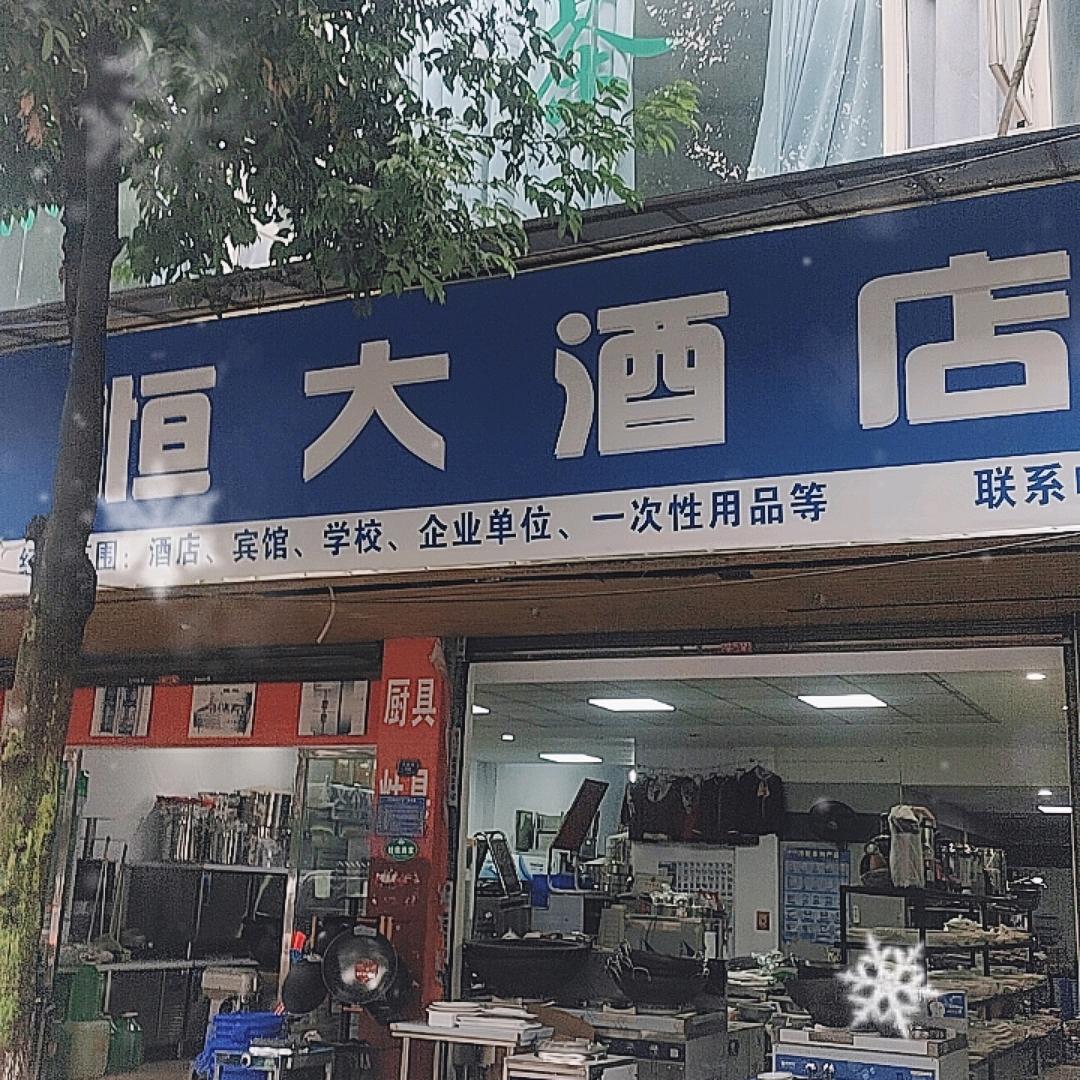 恒大酒店
围：酒店、宾馆、学校、企业单位、一次性用品等
联系
厨具